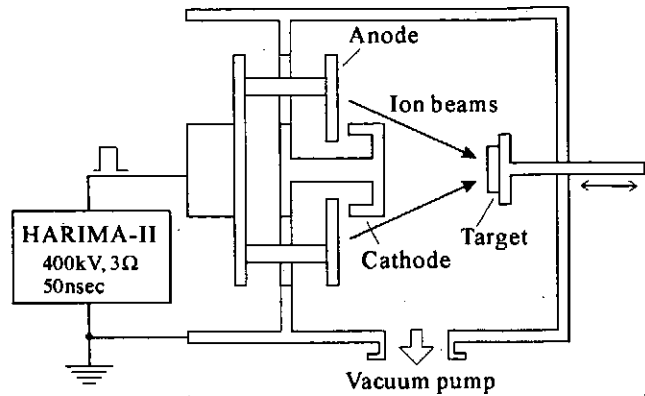 Anode
Ion beams
HARIMA-II
400kV, 3Ω
50nsec
Cathode
Target
Vacuum pump